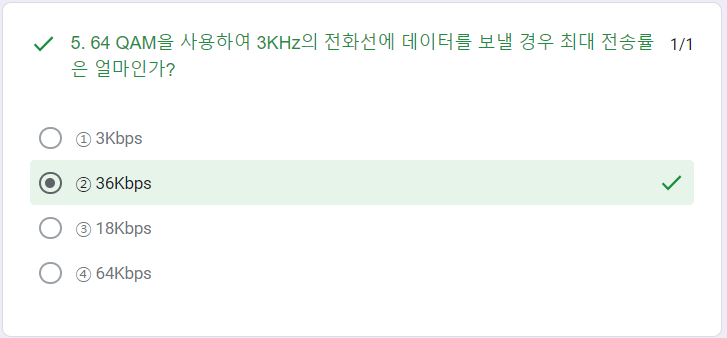 5. 64 QAM을 사용하여 3KHz의 전화선에 데이터를 보낼 경우 최대 전송률 1/1
은 얼마인가?
① 3Kbps
② 36Kbps
③ 18Kbps
④ 64Kbps